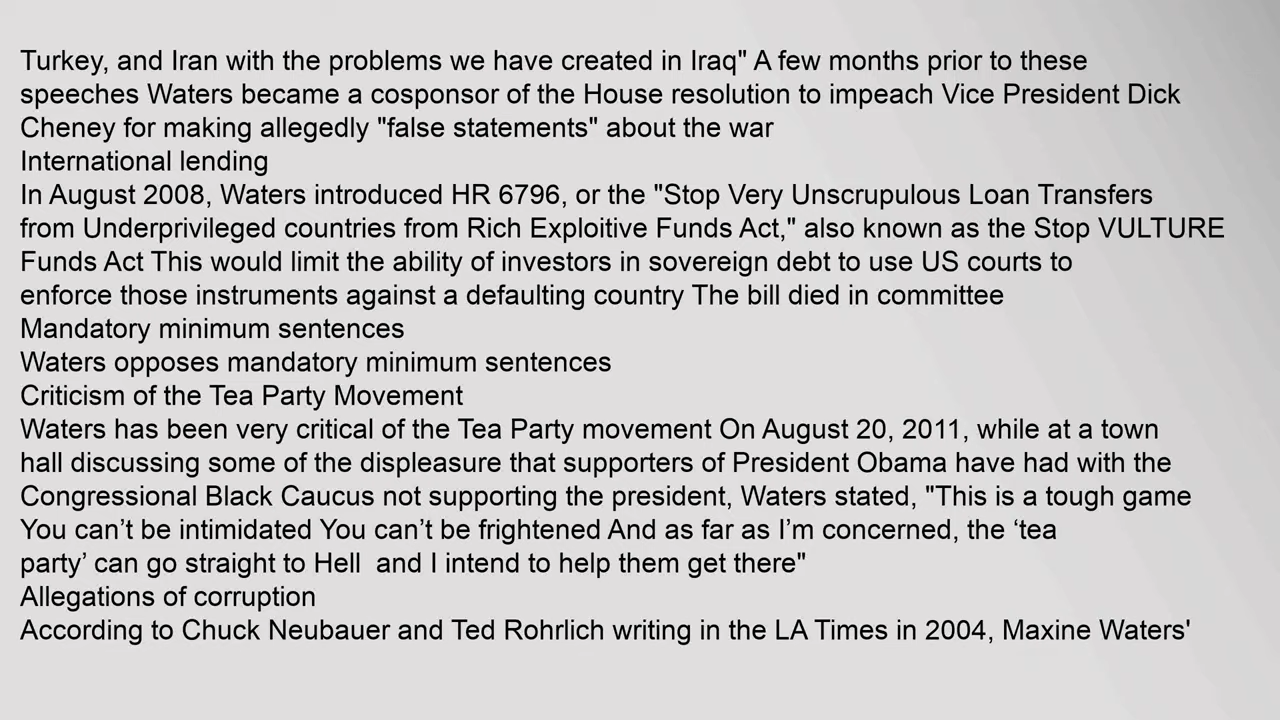 Turkey, and Iran with the problems we have created in Iraq" A few months prior to these
speeches Waters became a cosponsor of the House resolution to impeach Vice President Dick
Cheney for making allegedly "false statements" about the war
International lending
In August 2008, Waters introduced HR 6796, or the "Stop Very Unscrupulous Loan Transfers
from Underprivileged countries from Rich Exploitive Funds Act," also known as the Stop VULTURE
Funds Act This would limit the ability of investors in sovereign debt to use US courts to
enforce those instruments against a defaulting country The bill died in committee
Mandatory minimum sentences
Waters opposes mandatory minimum sentences
Criticism of the Tea Party Movement
Waters has been very critical of the Tea Party movement On August 20, 2011, while at a town
hall discussing some of the displeasure that supporters of President Obama have had with the
Congressional Black Caucus not supporting the president, Waters stated, "This is a tough game
You can’t be intimidated You can’t be frightened And as far as I’m concerned, the ‘tea
party’ can go straight to Hell  and I intend to help them get there"
Allegations of corruption
According to Chuck Neubauer and Ted Rohrlich writing in the LA Times in 2004, Maxine Waters'